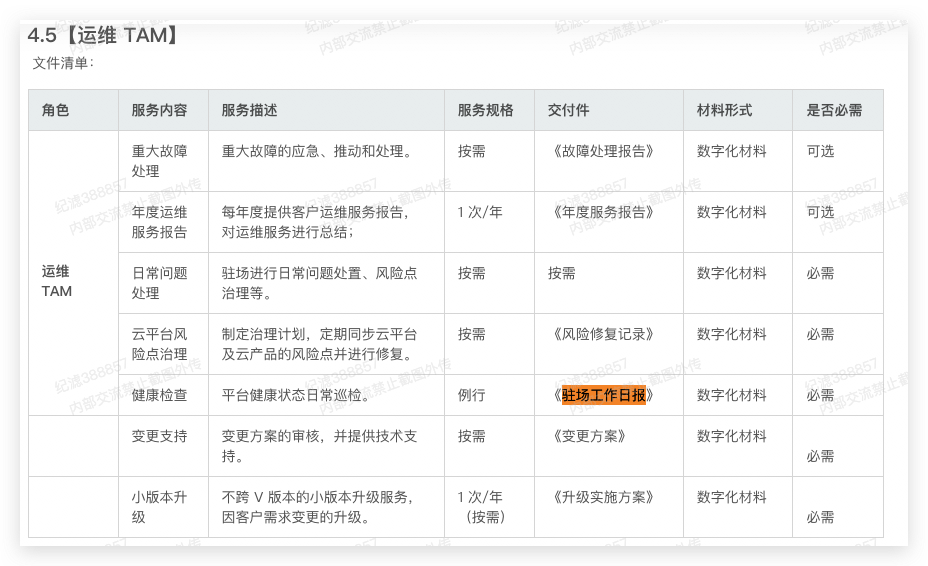 4.5【运维 TAM】
文件清单：
角色 服务内容 服务描述 服务规格 交付件 材料形式 是否必需
重大故障 重大故障的应急、推动和处理。 按需 《故障处理报告》 数字化材料 可选
处理
年度运维 每年度提供客户运维服务报告， 1 次/年 《年度服务报告》 数字化材料 可选
服务报告 对运维服务进行总结；
运维 日常问题 驻场进行日常问题处置、风险点 按需 按需 数字化材料 必需
TAM 处理 治理等。
云平台风 制定治理计划，定期同步云平台 按需 《风险修复记录》 数字化材料 必需
险点治理 及云产品的风险点并进行修复。
健康检查 平台健康状态日常巡检。 例行 《驻场工作日报》 数字化材料 必需
变更支持 变更方案的审核，并提供技术支 按需 《变更方案》 数字化材料
持。 必需
小版本升 不跨 V 版本的小版本升级服务， 1 次/年 《升级实施方案》 数字化材料
级 因客户需求变更的升级。 （按需） 必需
纪滤388857
内部交流禁止截图外传